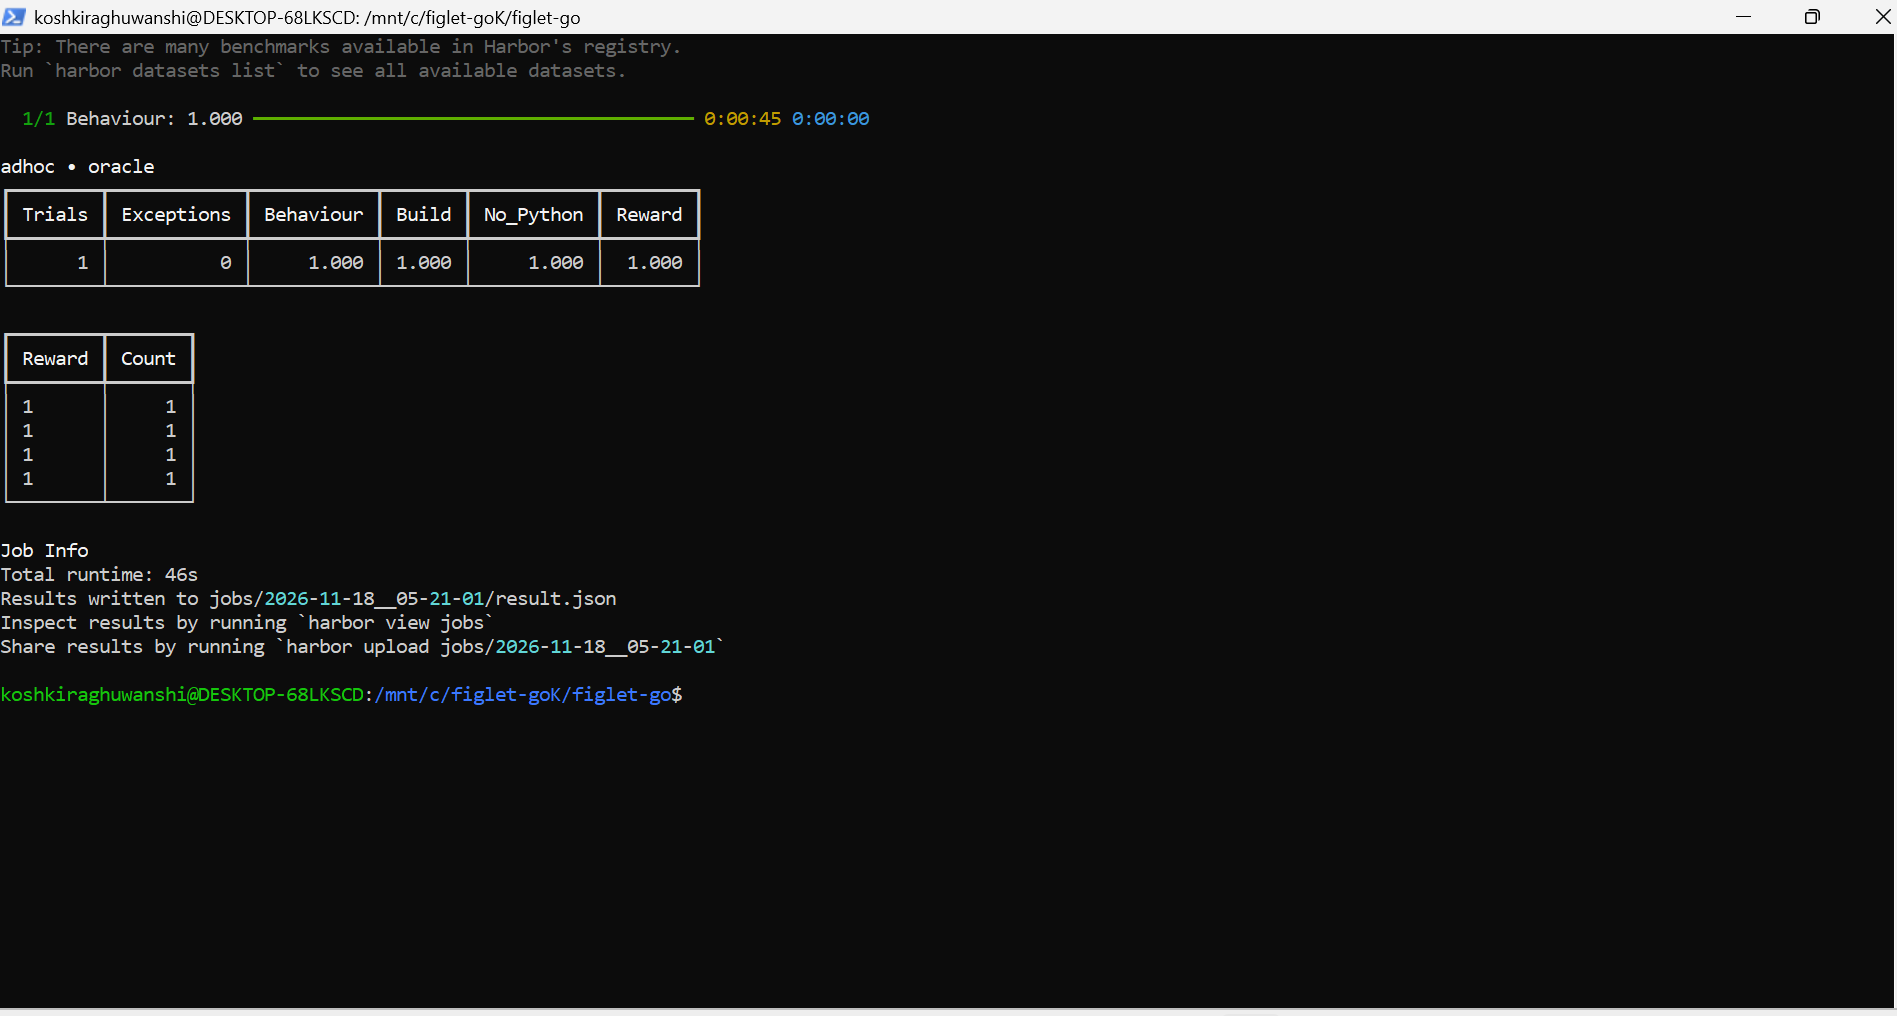 koshkiraghuwanshi@DESKTOP-68LKSCD: /mnt/c/figlet-goK/figlet-go
Tip: There are many benchmarks available in Harbor's registry.
Run `harbor datasets list` to see all available datasets.
1/1 Behaviour: 1.000 0:00:45 0:00:00
adhoc • oracle
Trials Exceptions Behaviour Build No_Python Reward
1 0 1.000 1.000 1.000 1.000
Reward Count
1 1
1 1
1 1
1 1
Job Info
Total runtime: 46s
Results written to jobs/2026-11-18__05-21-01/result.json
Inspect results by running `harbor view jobs`
Share results by running `harbor upload jobs/2026-11-18__05-21-01`
koshkiraghuwanshi@DESKTOP-68LKSCD:/mnt/c/figlet-goK/figlet-go$